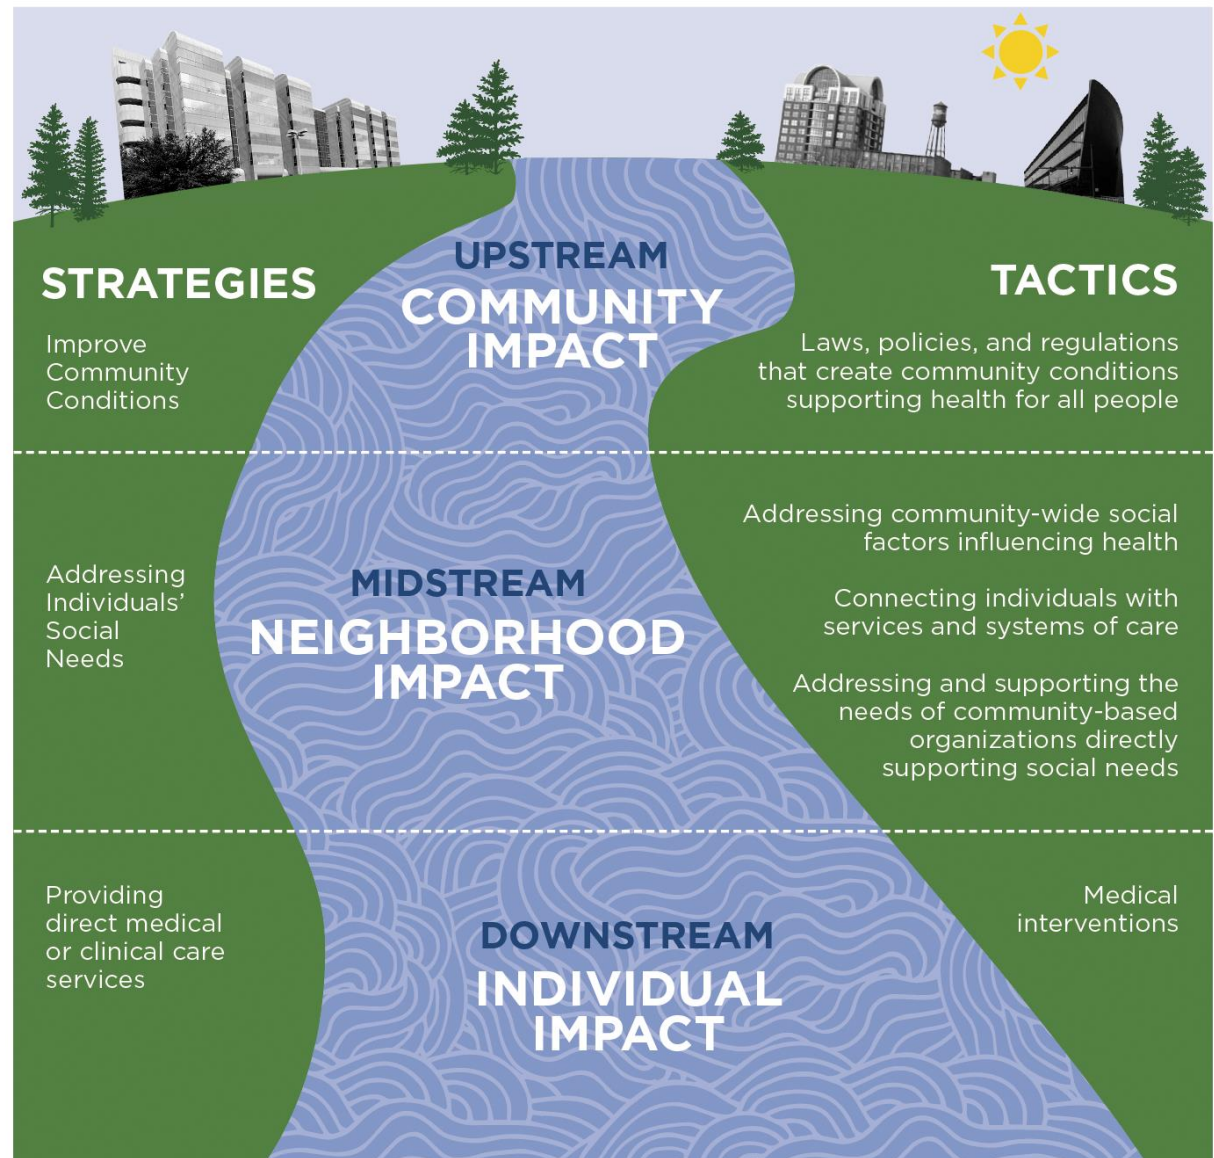 STRATEGIES
Improve
Community
Conditions
UPSTREAM
COMMUNITY
IMPACT
TACTICS
Laws, policies, and regulations
that create community conditions
supporting health for all people
Addressing
Individuals’
Social
Needs
MIDSTREAM
NEIGHBORHOOD
IMPACT
Addressing community-wide social
factors influencing health
Connecting individuals with
services and systems of care
Addressing and supporting the
needs of community-based
organizations directly
supporting social needs
Providing
direct medical
or clinical care
services
DOWNSTREAM
INDIVIDUAL
IMPACT
Medical
interventions